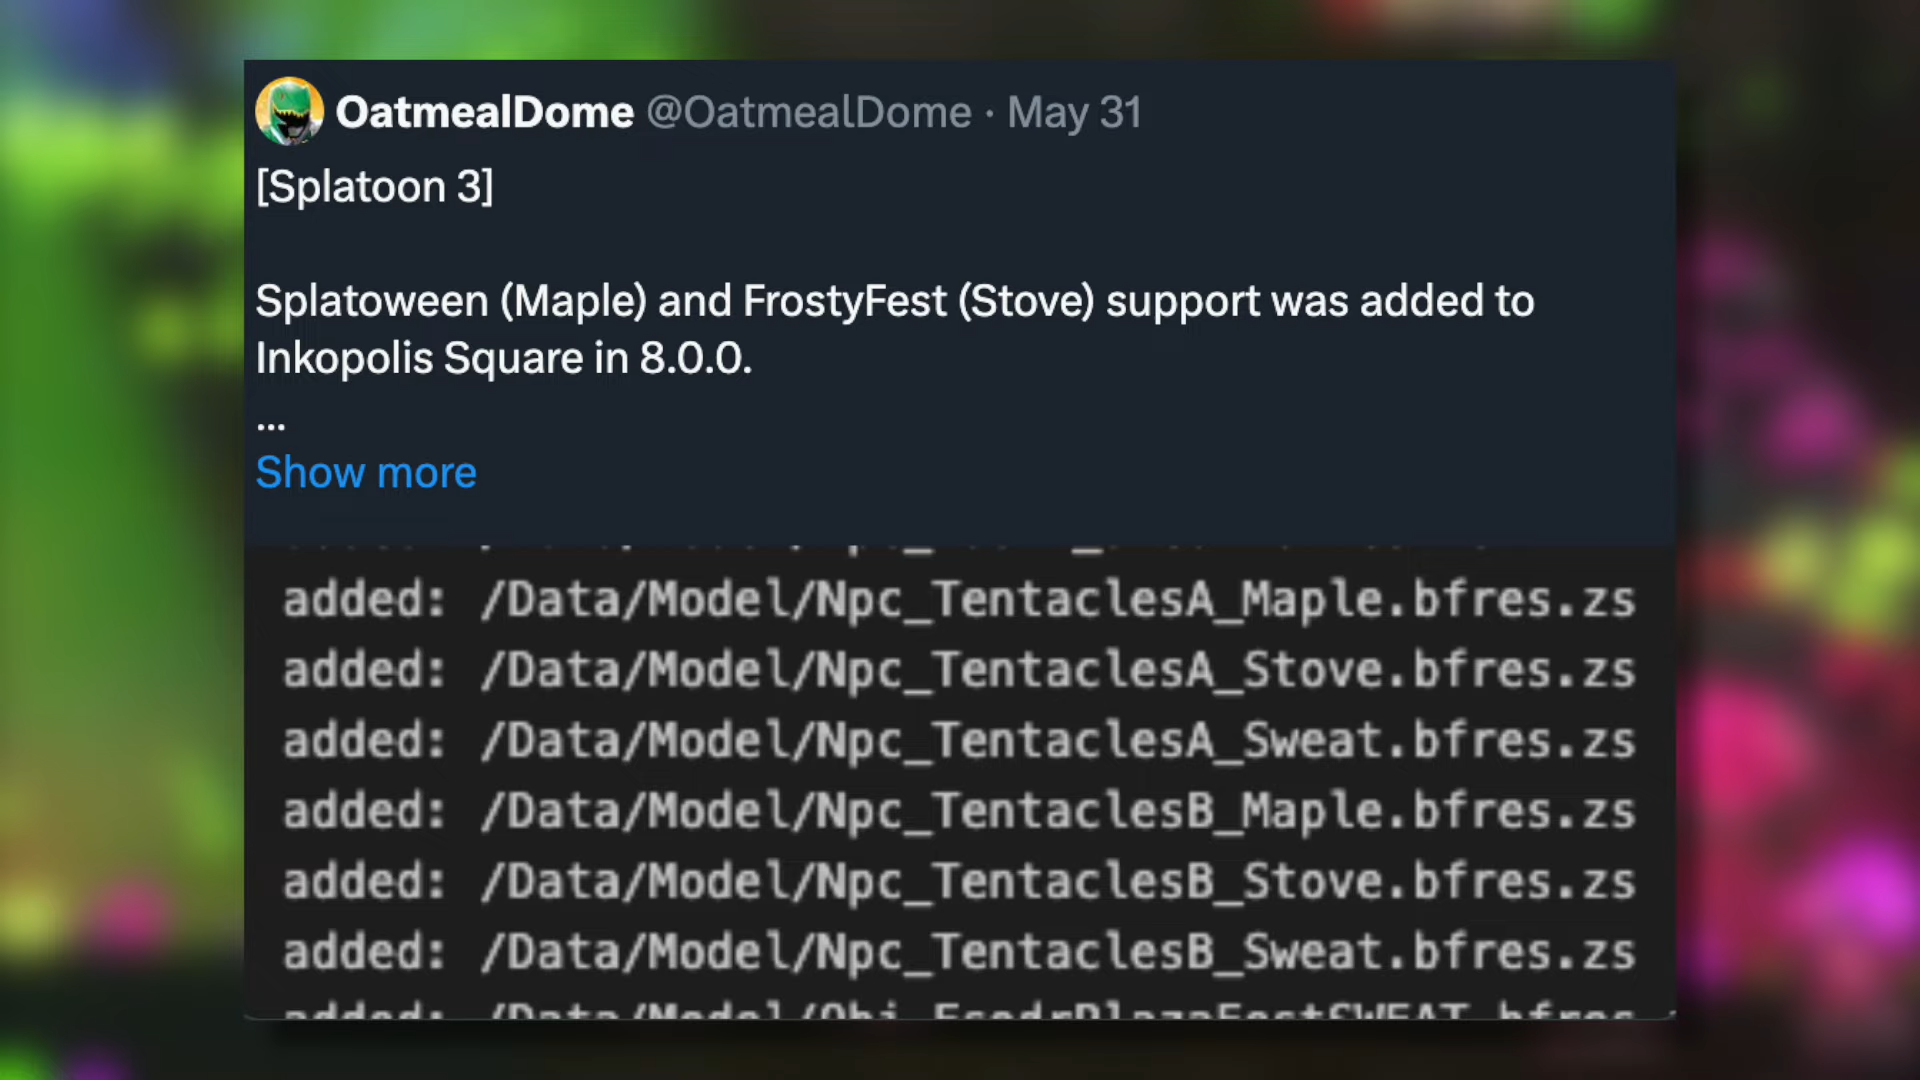 OatmealDome @OatmealDome · May 31
[Splatoon 3]
Splatoween (Maple) and FrostyFest (Stove) support was added to
Inkopolis Square in 8.0.0.
...
Show more
added: /Data/Model/Npc_TentaclesA_Maple.bfres.zs
added: /Data/Model/Npc_TentaclesA_Stove.bfres.zs
added: /Data/Model/Npc_TentaclesA_Sweat.bfres.zs
added: /Data/Model/Npc_TentaclesB_Maple.bfres.zs
added: /Data/Model/Npc_TentaclesB_Stove.bfres.zs
added: /Data/Model/Npc_TentaclesB_Sweat.bfres.zs